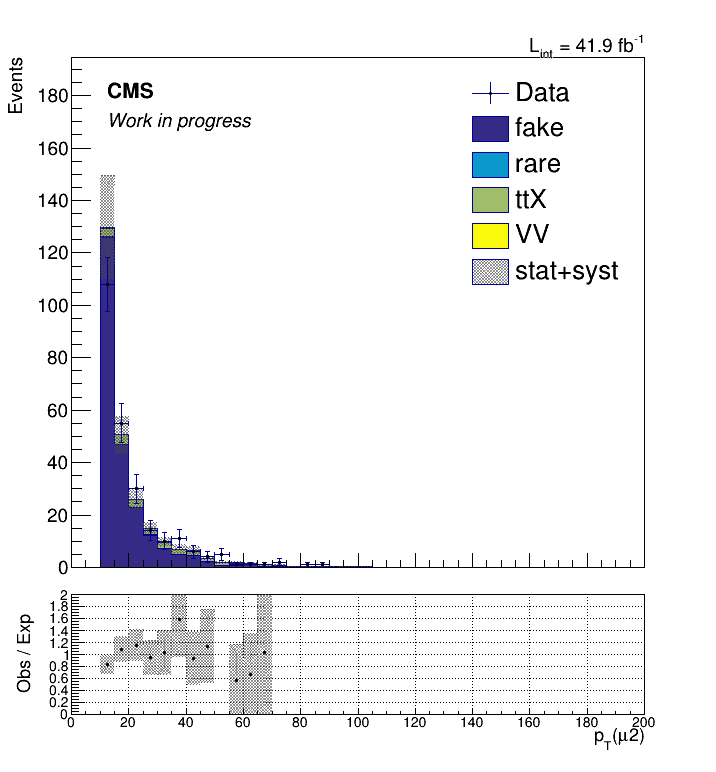 L_int = 41.9 fb^-1
Events
CMS
Work in progress
Data
fake
rare
ttX
VV
stat+syst
180
160
140
120
100
80
60
40
20
0
Obs / Exp
2
1.8
1.6
1.4
1.2
1
0.8
0.6
0.4
0.2
0
0 20 40 60 80 100 120 140 160 180 200
p_T(μ2)